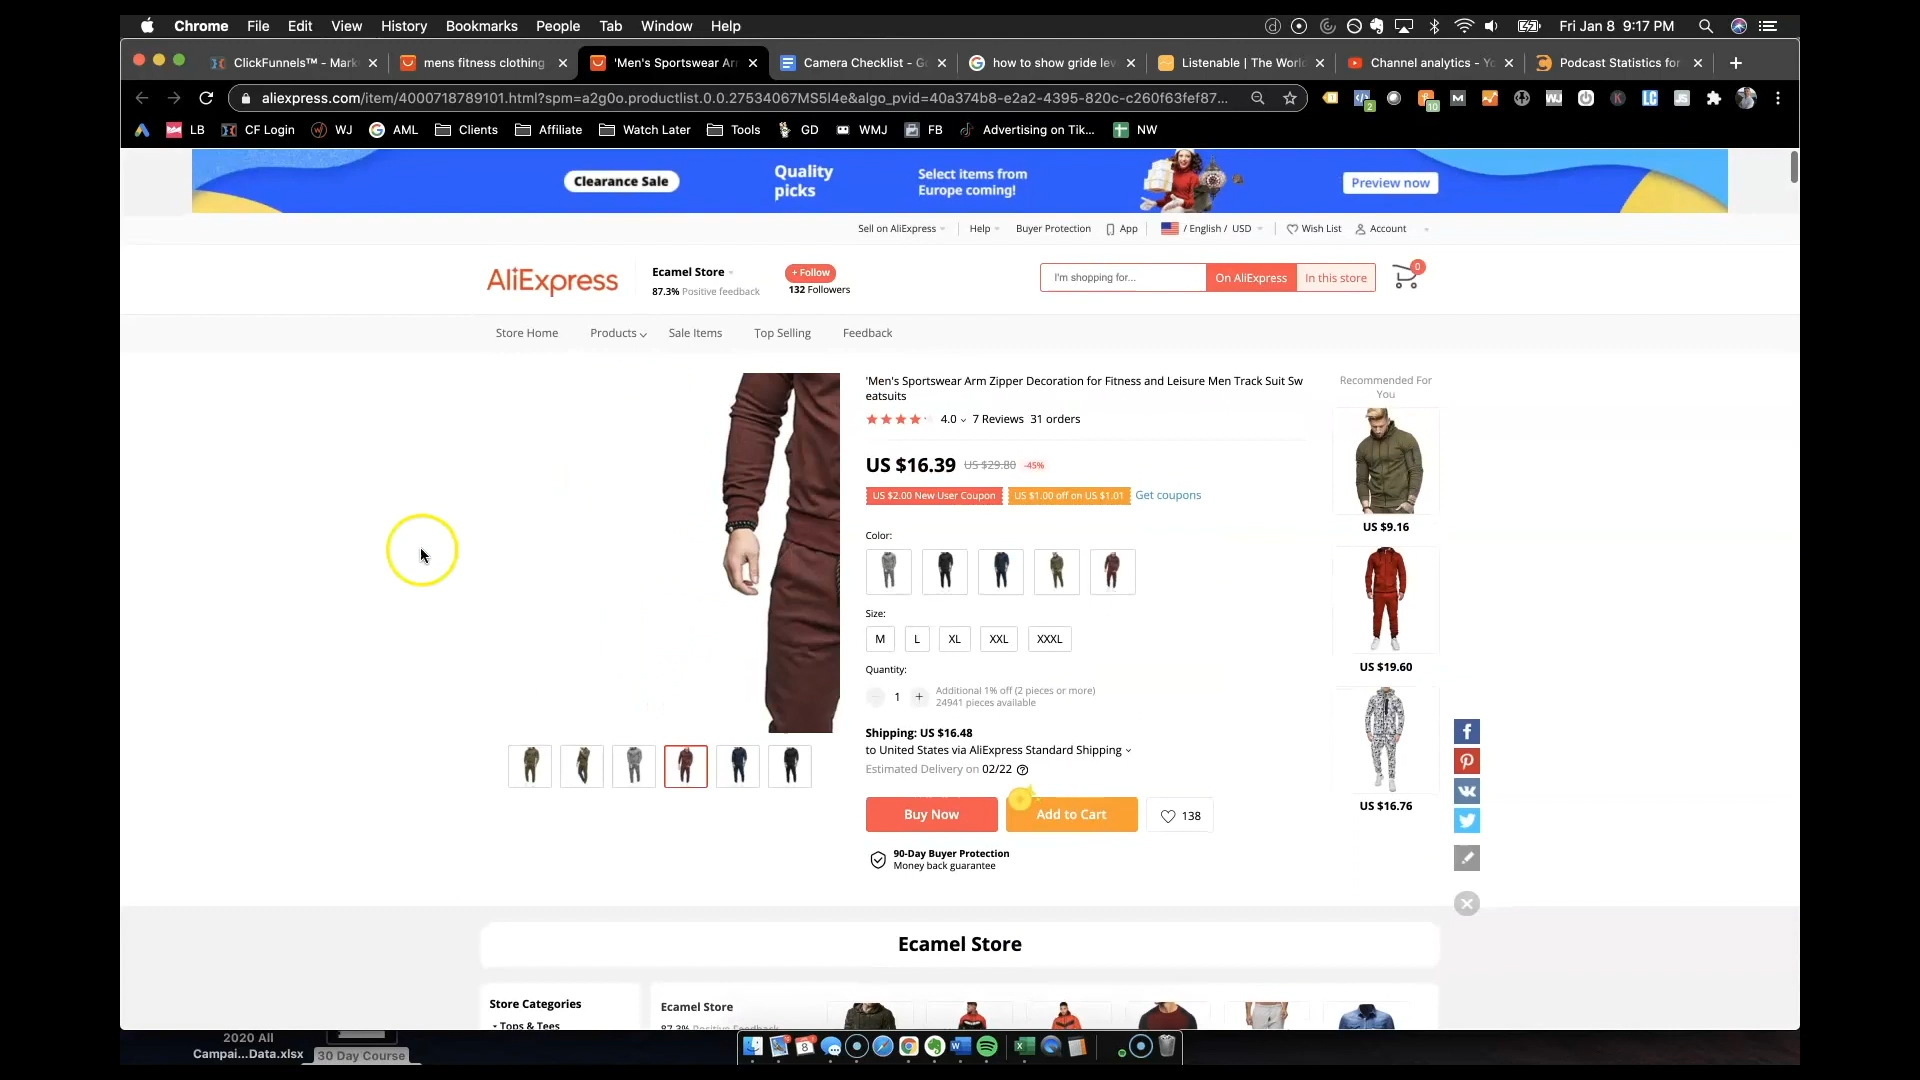 Chrome File Edit View History Bookmarks People Tab Window Help
Fri Jan 8 9:17 PM
ClickFunnels™ - Mark
mens fitness clothing
'Men's Sportswear Ar
Camera Checklist - G
how to show gride lev
Listenable | The World
Channel analytics - Yo
Podcast Statistics for
aliexpress.com/item/4000718789101.html?spm=a2g0o.productlist.0.0.27534067MS5l4e&algo_pvid=40a374b8-e2a2-4395-820c-c260f63fef87...
2
10
LB CF Login WJ AML Clients Affiliate Watch Later Tools GD WMJ FB Advertising on Tik... NW
Clearance Sale
Quality
picks
Select items from
Europe coming!
Preview now
Sell on AliExpress Help Buyer Protection App / English / USD Wish List Account
AliExpress
Ecamel Store
87.3% Positive feedback
+ Follow
132 Followers
I'm shopping for...
On AliExpress
In this store
0
Store Home Products Sale Items Top Selling Feedback
'Men's Sportswear Arm Zipper Decoration for Fitness and Leisure Men Track Suit Sw
eatsuits
4.0 7 Reviews 31 orders
US $16.39 US $29.80 -45%
US $2.00 New User Coupon US $1.00 off on US $1.01 Get coupons
Color:
Size:
M L XL XXL XXXL
Quantity:
1
Additional 1% off (2 pieces or more)
24941 pieces available
Shipping: US $16.48
to United States via AliExpress Standard Shipping
Estimated Delivery on 02/22
Buy Now
Add to Cart
138
90-Day Buyer Protection
Money back guarantee
Recommended For
You
US $9.16
US $19.60
US $16.76
Ecamel Store
Store Categories
Tops & Tees
Ecamel Store
87.3% Positive Feedback
2020 All
Campai...Data.xlsx
30 Day Course
8